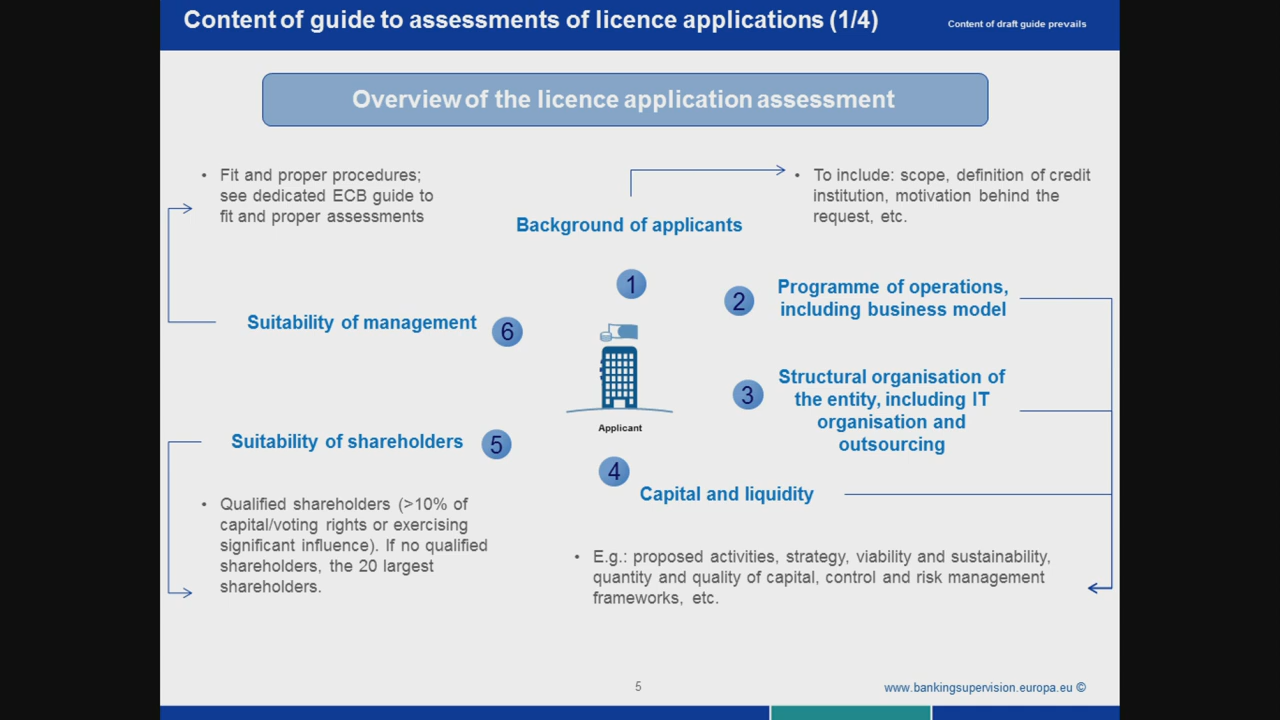 Content of guide to assessments of licence applications (1/4)
Content of draft guide prevails
Overview of the licence application assessment
• Fit and proper procedures;
see dedicated ECB guide to
fit and proper assessments
• To include: scope, definition of credit
institution, motivation behind the
request, etc.
Background of applicants
1
2
Programme of operations,
including business model
Suitability of management
6
3
Structural organisation of
the entity, including IT
organisation and
outsourcing
Applicant
Suitability of shareholders
5
4
Capital and liquidity
• Qualified shareholders (>10% of
capital/voting rights or exercising
significant influence). If no qualified
shareholders, the 20 largest
shareholders.
• E.g.: proposed activities, strategy, viability and sustainability,
quantity and quality of capital, control and risk management
frameworks, etc.
5
www.bankingsupervision.europa.eu ©